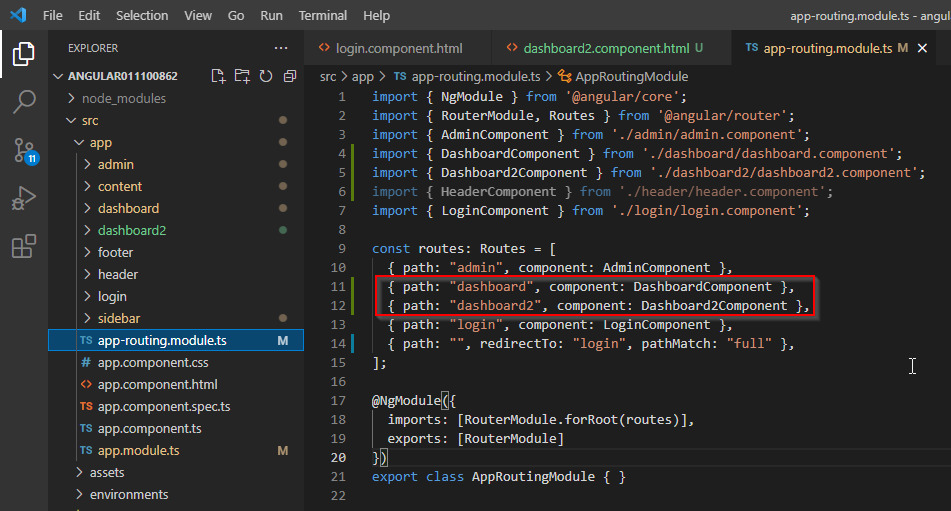 File Edit Selection View Go Run Terminal Help app-routing.module.ts - angul
EXPLORER
ANGULAR011100862
node_modules
src
app
admin
content
dashboard
dashboard2
footer
header
login
sidebar
TS app-routing.module.ts M
# app.component.css
<> app.component.html
TS app.component.spec.ts
TS app.component.ts
TS app.module.ts M
assets
environments
11
<> login.component.html <> dashboard2.component.html U TS app-routing.module.ts M
src > app > TS app-routing.module.ts > AppRoutingModule
1 import { NgModule } from '@angular/core';
2 import { RouterModule, Routes } from '@angular/router';
3 import { AdminComponent } from './admin/admin.component';
4 import { DashboardComponent } from './dashboard/dashboard.component';
5 import { Dashboard2Component } from './dashboard2/dashboard2.component';
6 import { HeaderComponent } from './header/header.component';
7 import { LoginComponent } from './login/login.component';
8
9 const routes: Routes = [
10 { path: "admin", component: AdminComponent },
11 { path: "dashboard", component: DashboardComponent },
12 { path: "dashboard2", component: Dashboard2Component },
13 { path: "login", component: LoginComponent },
14 { path: "", redirectTo: "login", pathMatch: "full" },
15 ];
16
17 @NgModule({
18 imports: [RouterModule.forRoot(routes)],
19 exports: [RouterModule]
20 })
21 export class AppRoutingModule { }
22